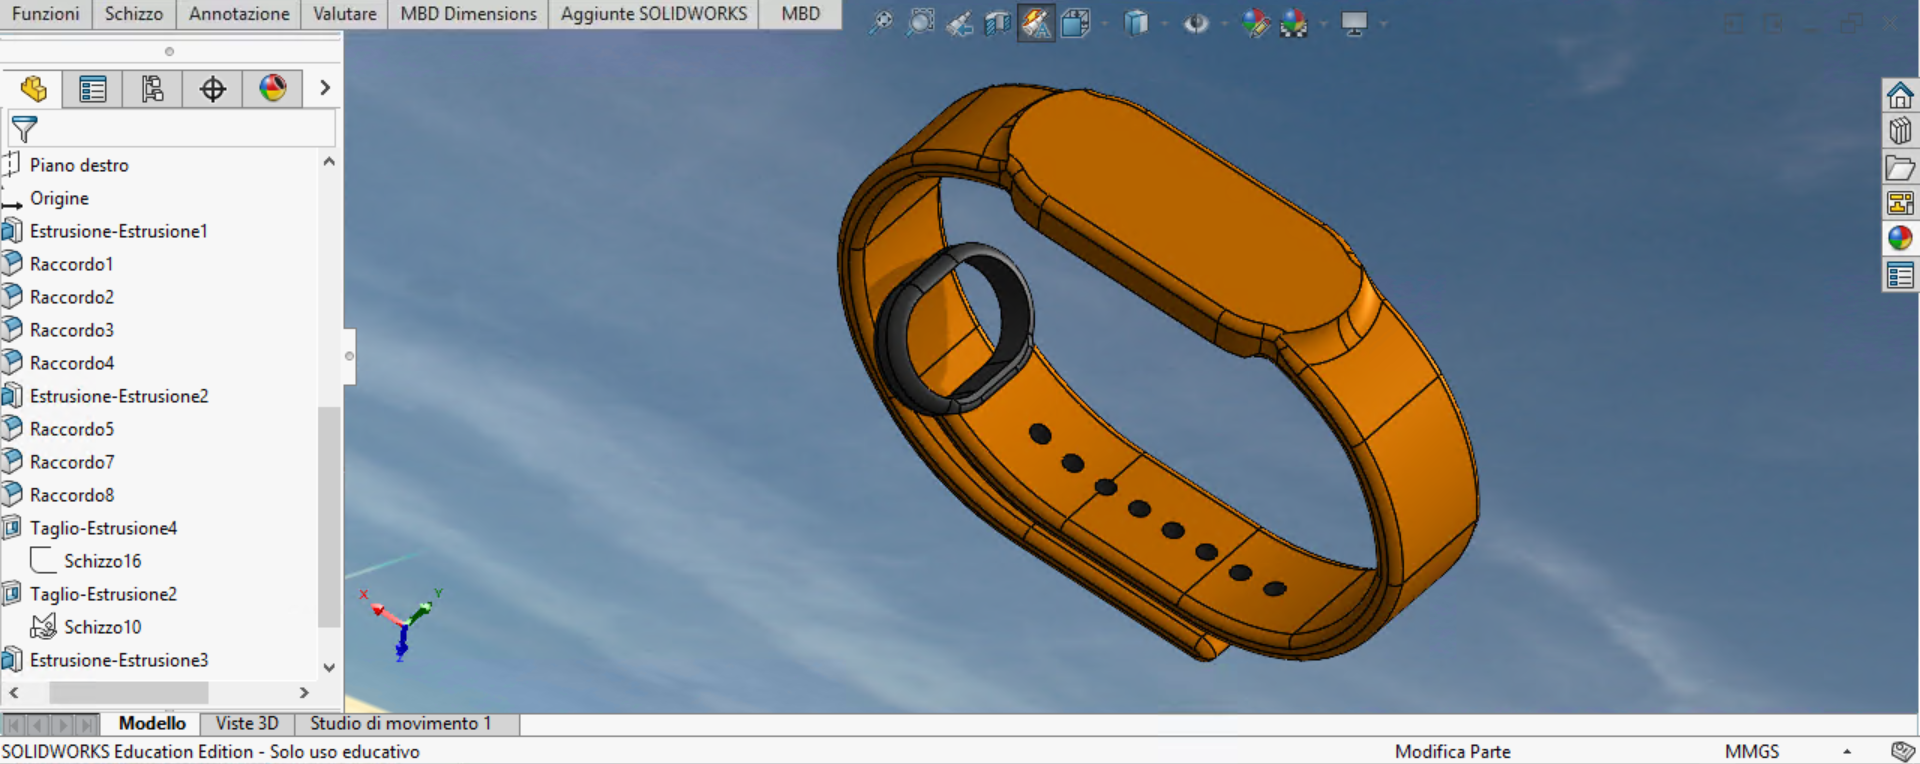 Funzioni Schizzo Annotazione Valutare MBD Dimensions Aggiunte SOLIDWORKS MBD
Piano destro
Origine
Estrusione-Estrusione1
Raccordo1
Raccordo2
Raccordo3
Raccordo4
Estrusione-Estrusione2
Raccordo5
Raccordo7
Raccordo8
Taglio-Estrusione4
Schizzo16
Taglio-Estrusione2
Schizzo10
Estrusione-Estrusione3
X
Y
Z
Modello Viste 3D Studio di movimento 1
SOLIDWORKS Education Edition - Solo uso educativo Modifica Parte MMGS